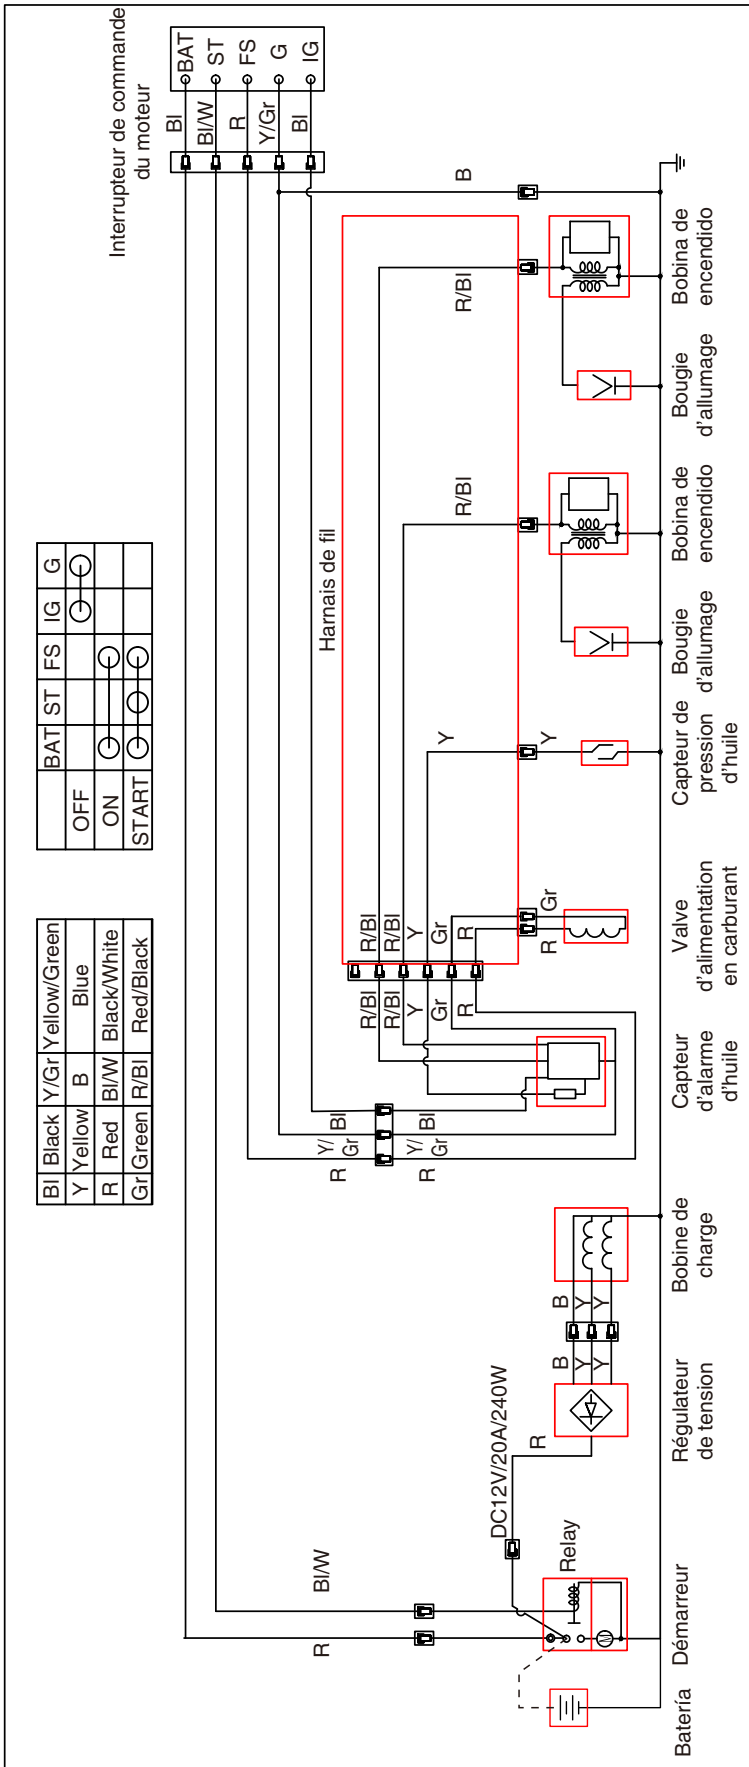 Interrupteur de commande
du moteur
BAT
ST
FS
G
IG
Bl
Bl/W
R
Y/Gr
Bl
BAT ST FS IG G
OFF
ON
START
Bl Black Y/Gr Yellow/Green
Y Yellow B Blue
R Red Bl/W Black/White
Gr Green R/Bl Red/Black
Harnais de fil
B
R/Bl
R/Bl
Y
Y
R/Bl
R/Bl
Y
Gr
R
R/Bl
R/Bl
Y
Gr
R
Gr
R
Bl
Y/
Gr
R
Bl
Y/
Gr
R
B
Y
Y
B
Y
Y
R
DC12V/20A/240W
Bl/W
R
Relay
Batería
Démarreur
Régulateur
de tension
Bobine de
charge
Capteur
d'alarme
d'huile
Valve
d'alimentation
en carburant
Capteur de
pression
d'huile
Bougie
d'allumage
Bobina de
encendido
Bougie
d'allumage
Bobina de
encendido